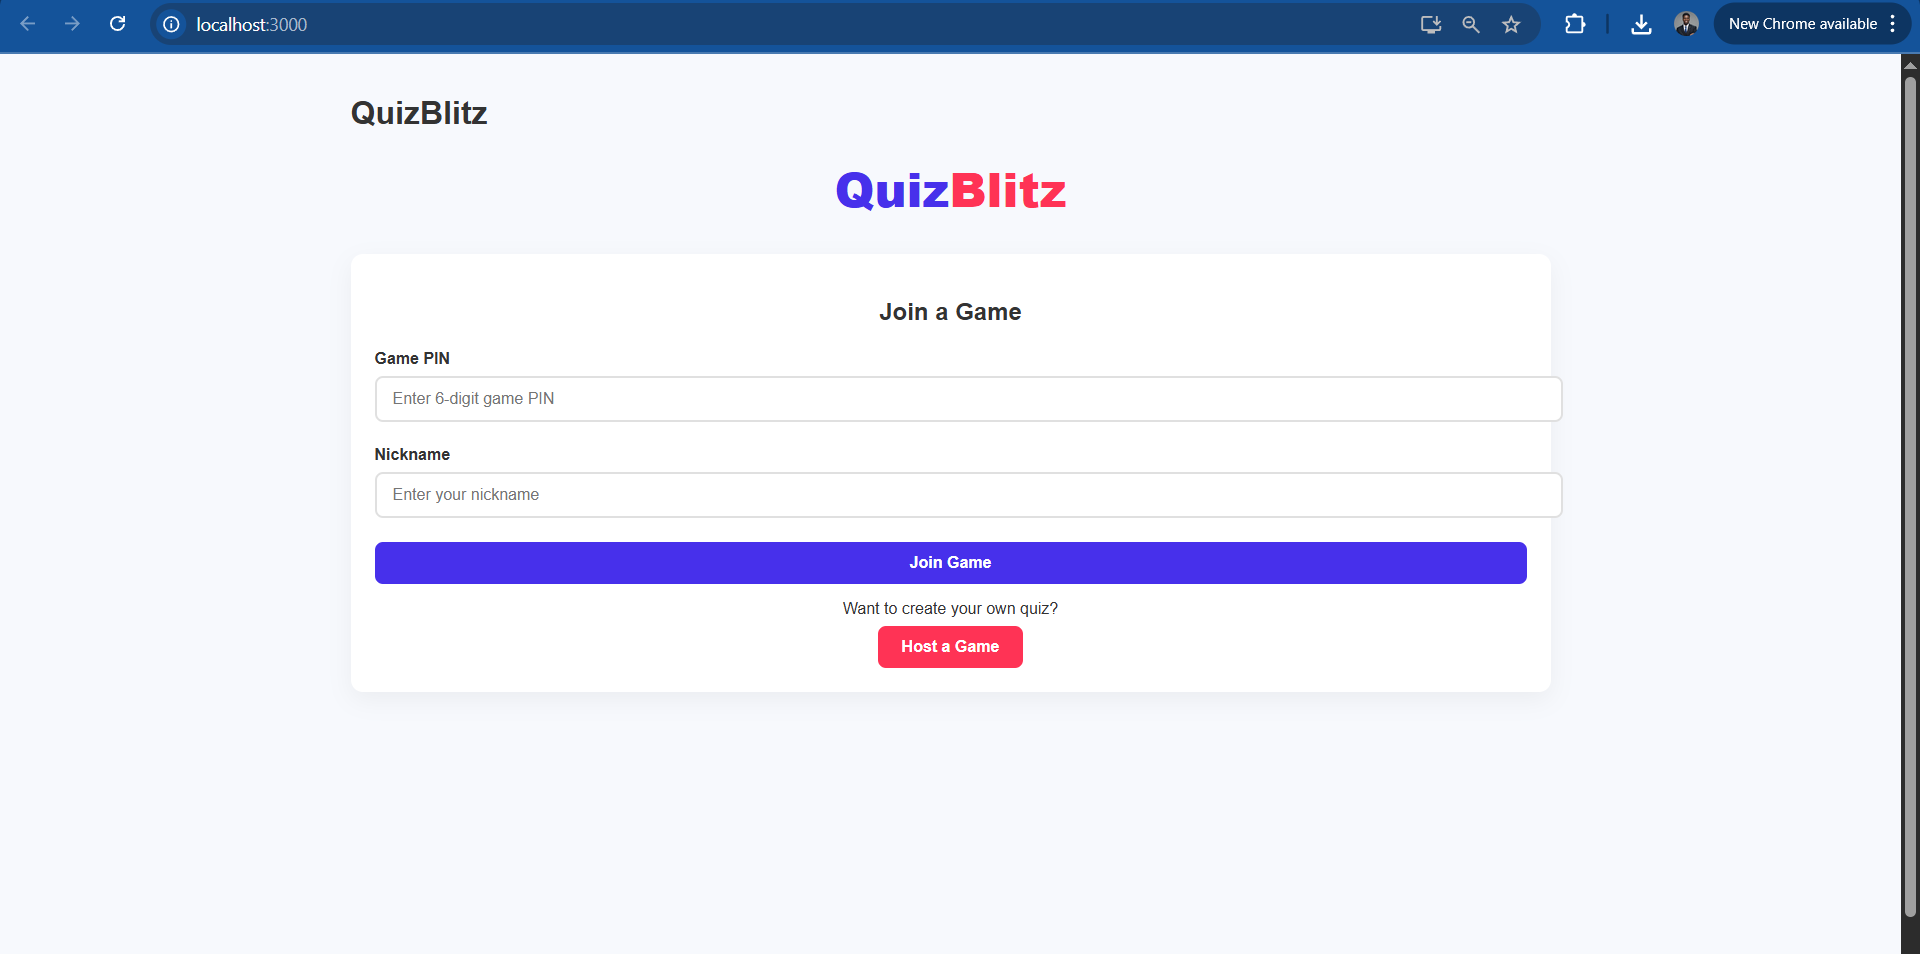 localhost:3000
New Chrome available
QuizBlitz
QuizBlitz
Join a Game
Game PIN
Enter 6-digit game PIN
Nickname
Enter your nickname
Join Game
Want to create your own quiz?
Host a Game